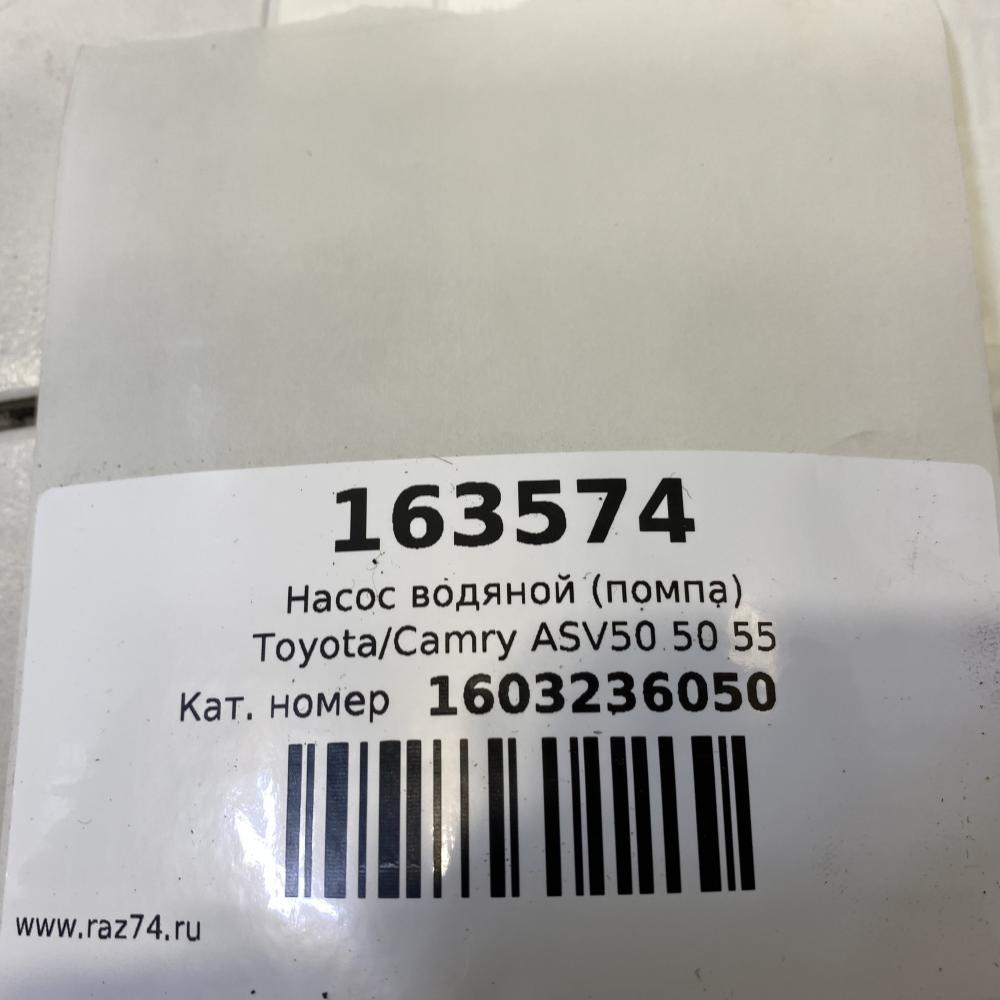 163574
Насос водяной (помпа)
Toyota/Camry ASV50 50 55
Кат. номер 1603236050
www.raz74.ru